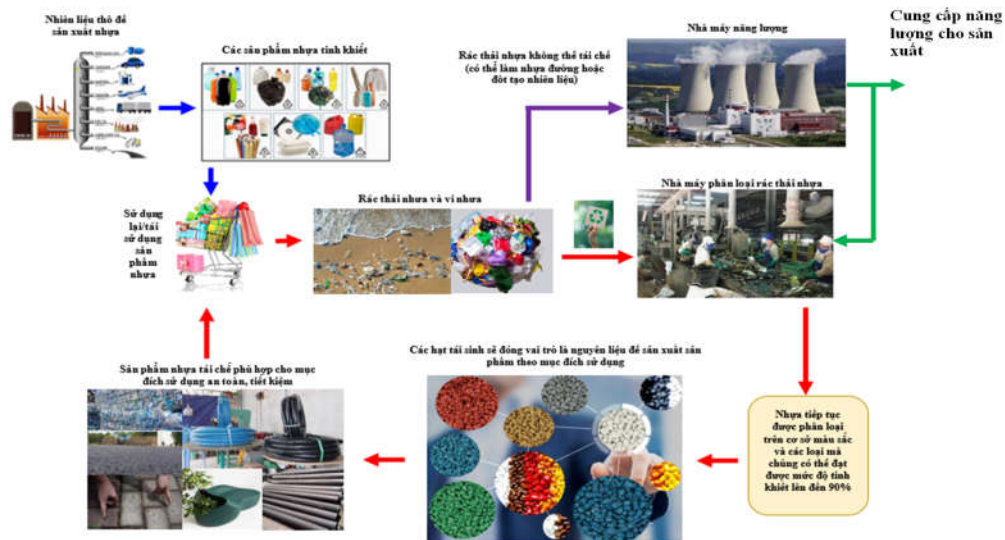 Nhiên liệu thô để
sản xuất nhựa
Các sản phẩm nhựa tinh khiết
Rác thải nhựa không thể tái chế
(có thể làm nhựa đường hoặc
đốt tạo nhiên liệu)
Nhà máy năng lượng
Cung cấp năng
lượng cho sản
xuất
Sử dụng
lại/tái
sử dụng
sản
phẩm
nhựa
Rác thải nhưa và vi nhưa
Nhà máy phân loại rác thải nhựa
Các hạt tái sinh sẽ đóng vai trò là nguyên liệu để sản xuất sản
phẩm theo mục đích sử dụng
Sản phẩm nhựa tái chế phù hợp cho mục
đích sử dụng an toàn, tiết kiệm
Nhựa tiếp tục
được phân loại
trên cơ sở màu sắc
và các loại mà
chúng có thể đạt
được mức độ tinh
khiết lên đến 90%